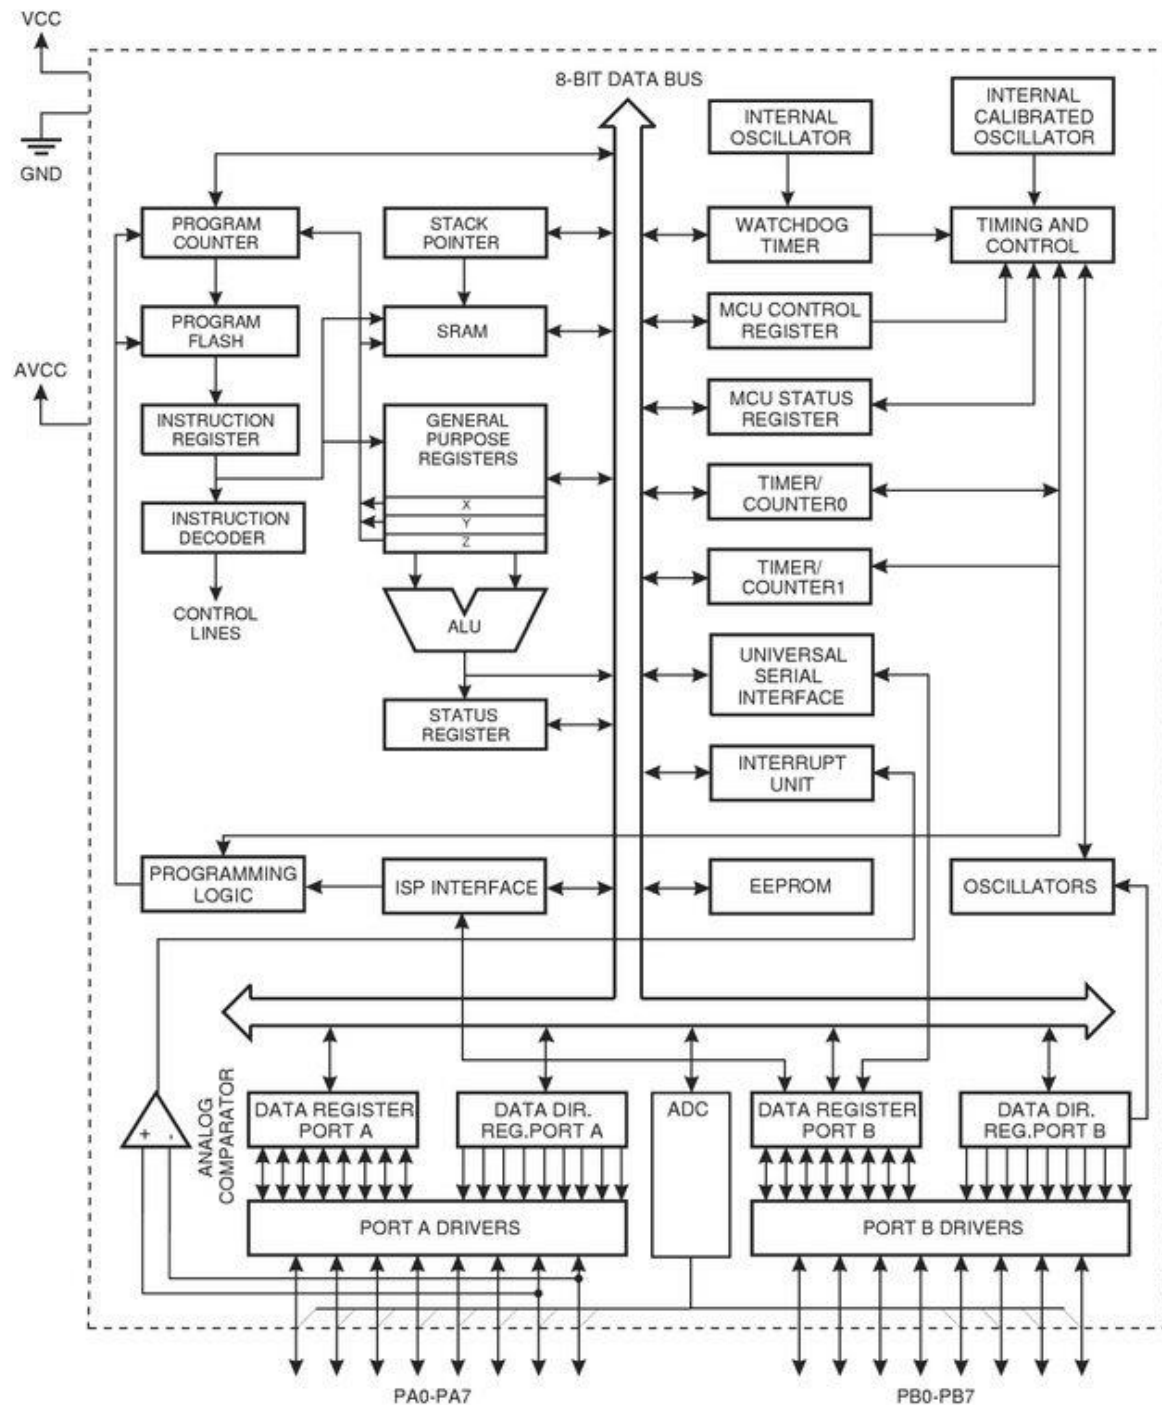 VCC
8-BIT DATA BUS
GND
INTERNAL
OSCILLATOR
INTERNAL
CALIBRATED
OSCILLATOR
PROGRAM
COUNTER
STACK
POINTER
WATCHDOG
TIMER
TIMING AND
CONTROL
PROGRAM
FLASH
SRAM
MCU CONTROL
REGISTER
AVCC
INSTRUCTION
REGISTER
GENERAL
PURPOSE
REGISTERS
X
Y
Z
MCU STATUS
REGISTER
INSTRUCTION
DECODER
TIMER/
COUNTER0
CONTROL
LINES
ALU
TIMER/
COUNTER1
STATUS
REGISTER
UNIVERSAL
SERIAL
INTERFACE
INTERRUPT
UNIT
PROGRAMMING
LOGIC
ISP INTERFACE
EEPROM
OSCILLATORS
+ -
ANALOG
COMPARATOR
DATA REGISTER
PORT A
DATA DIR.
REG.PORT A
ADC
DATA REGISTER
PORT B
DATA DIR.
REG.PORT B
PORT A DRIVERS
PORT B DRIVERS
PA0-PA7
PB0-PB7